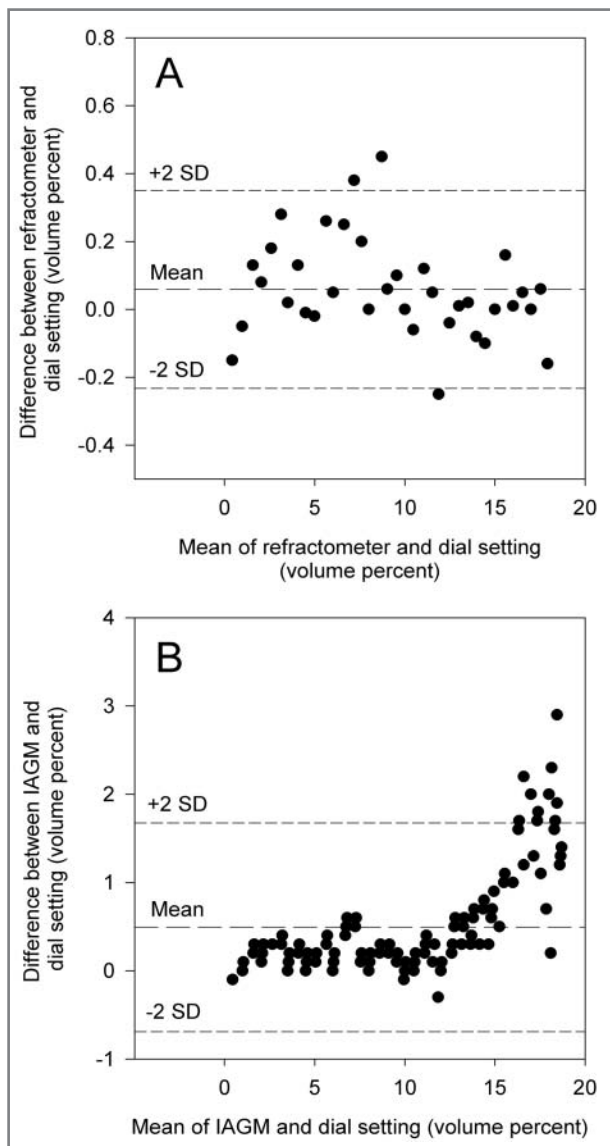 A
Difference between refractometer and
dial setting (volume percent)
0.8
0.6
0.4
0.2
0.0
-0.2
-0.4
+2 SD
Mean
-2 SD
0 5 10 15 20
Mean of refractometer and dial setting
(volume percent)
B
Difference between IAGM and
dial setting (volume percent)
4
3
2
1
0
-1
+2 SD
Mean
-2 SD
0 5 10 15 20
Mean of IAGM and dial setting (volume percent)